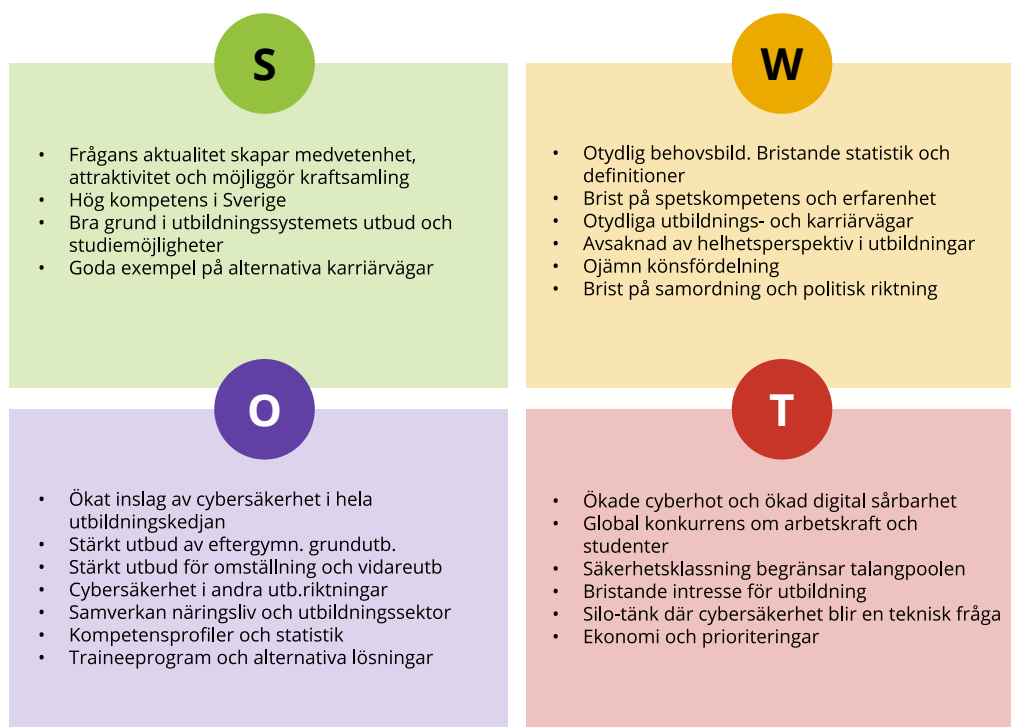 S
• Frågans aktualitet skapar medvetenhet,
attraktivitet och möjliggör kraftsamling
• Hög kompetens i Sverige
• Bra grund i utbildningssystemets utbud och
studiemöjligheter
• Goda exempel på alternativa karriärvägar
W
• Otydlig behovsbild. Bristande statistik och
definitioner
• Brist på spetskompetens och erfarenhet
• Otydliga utbildnings- och karriärvägar
• Avsaknad av helhetsperspektiv i utbildningar
• Ojämn könsfördelning
• Brist på samordning och politisk riktning
O
• Ökat inslag av cybersäkerhet i hela
utbildningskedjan
• Stärkt utbud av eftergymn. grundutb.
• Stärkt utbud för omställning och vidareutb
• Cybersäkerhet i andra utb.riktningar
• Samverkan näringsliv och utbildningssektor
• Kompetensprofiler och statistik
• Traineeprogram och alternativa lösningar
T
• Ökade cyberhot och ökad digital sårbarhet
• Global konkurrens om arbetskraft och
studenter
• Säkerhetsklassning begränsar talangpoolen
• Bristande intresse för utbildning
• Silo-tänk där cybersäkerhet blir en teknisk fråga
• Ekonomi och prioriteringar